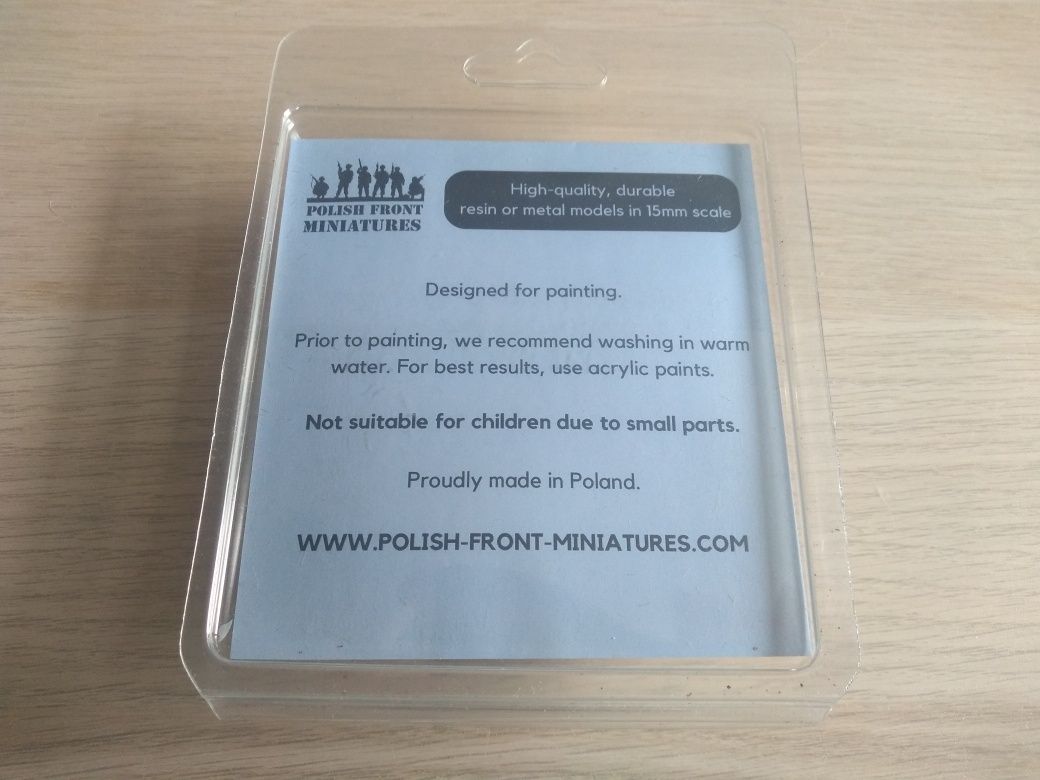 POLISH FRONT
MINIATURES
High-quality, durable
resin or metal models in 15mm scale
Designed for painting.
Prior to painting, we recommend washing in warm
water. For best results, use acrylic paints.
Not suitable for children due to small parts.
Proudly made in Poland.
WWW.POLISH-FRONT-MINIATURES.COM